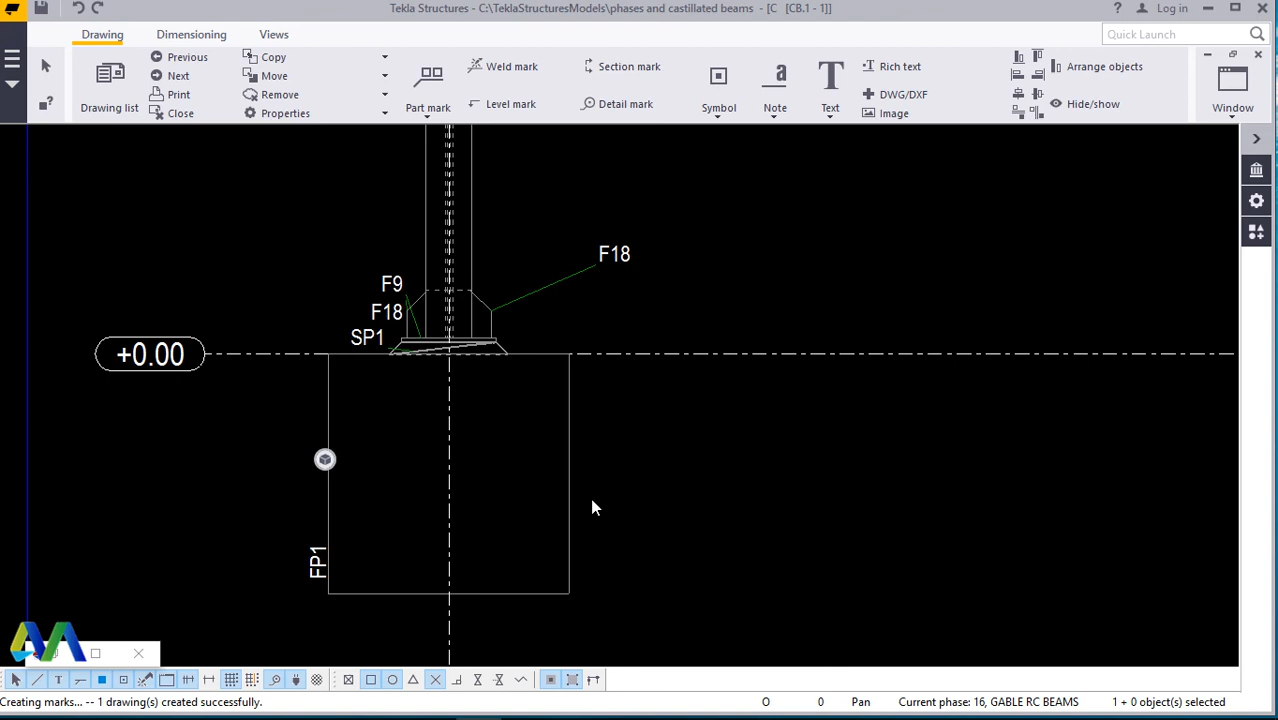 Tekla Structures - C:\TeklaStructuresModels\phases and castillated beams - [C [CB.1 - 1]]
? Log in
Drawing Dimensioning Views Quick Launch
Drawing list
Previous
Next
Print
Close
Copy
Move
Remove
Properties
Part mark
Weld mark
Level mark
Section mark
Detail mark
Symbol
Note
Text
Rich text
DWG/DXF
Image
Arrange objects
Hide/show
Window
F18
F9
F18
SP1
+0.00
FP1
Creating marks... -- 1 drawing(s) created successfully. O 0 Pan Current phase: 16, GABLE RC BEAMS 1 + 0 object(s) selected